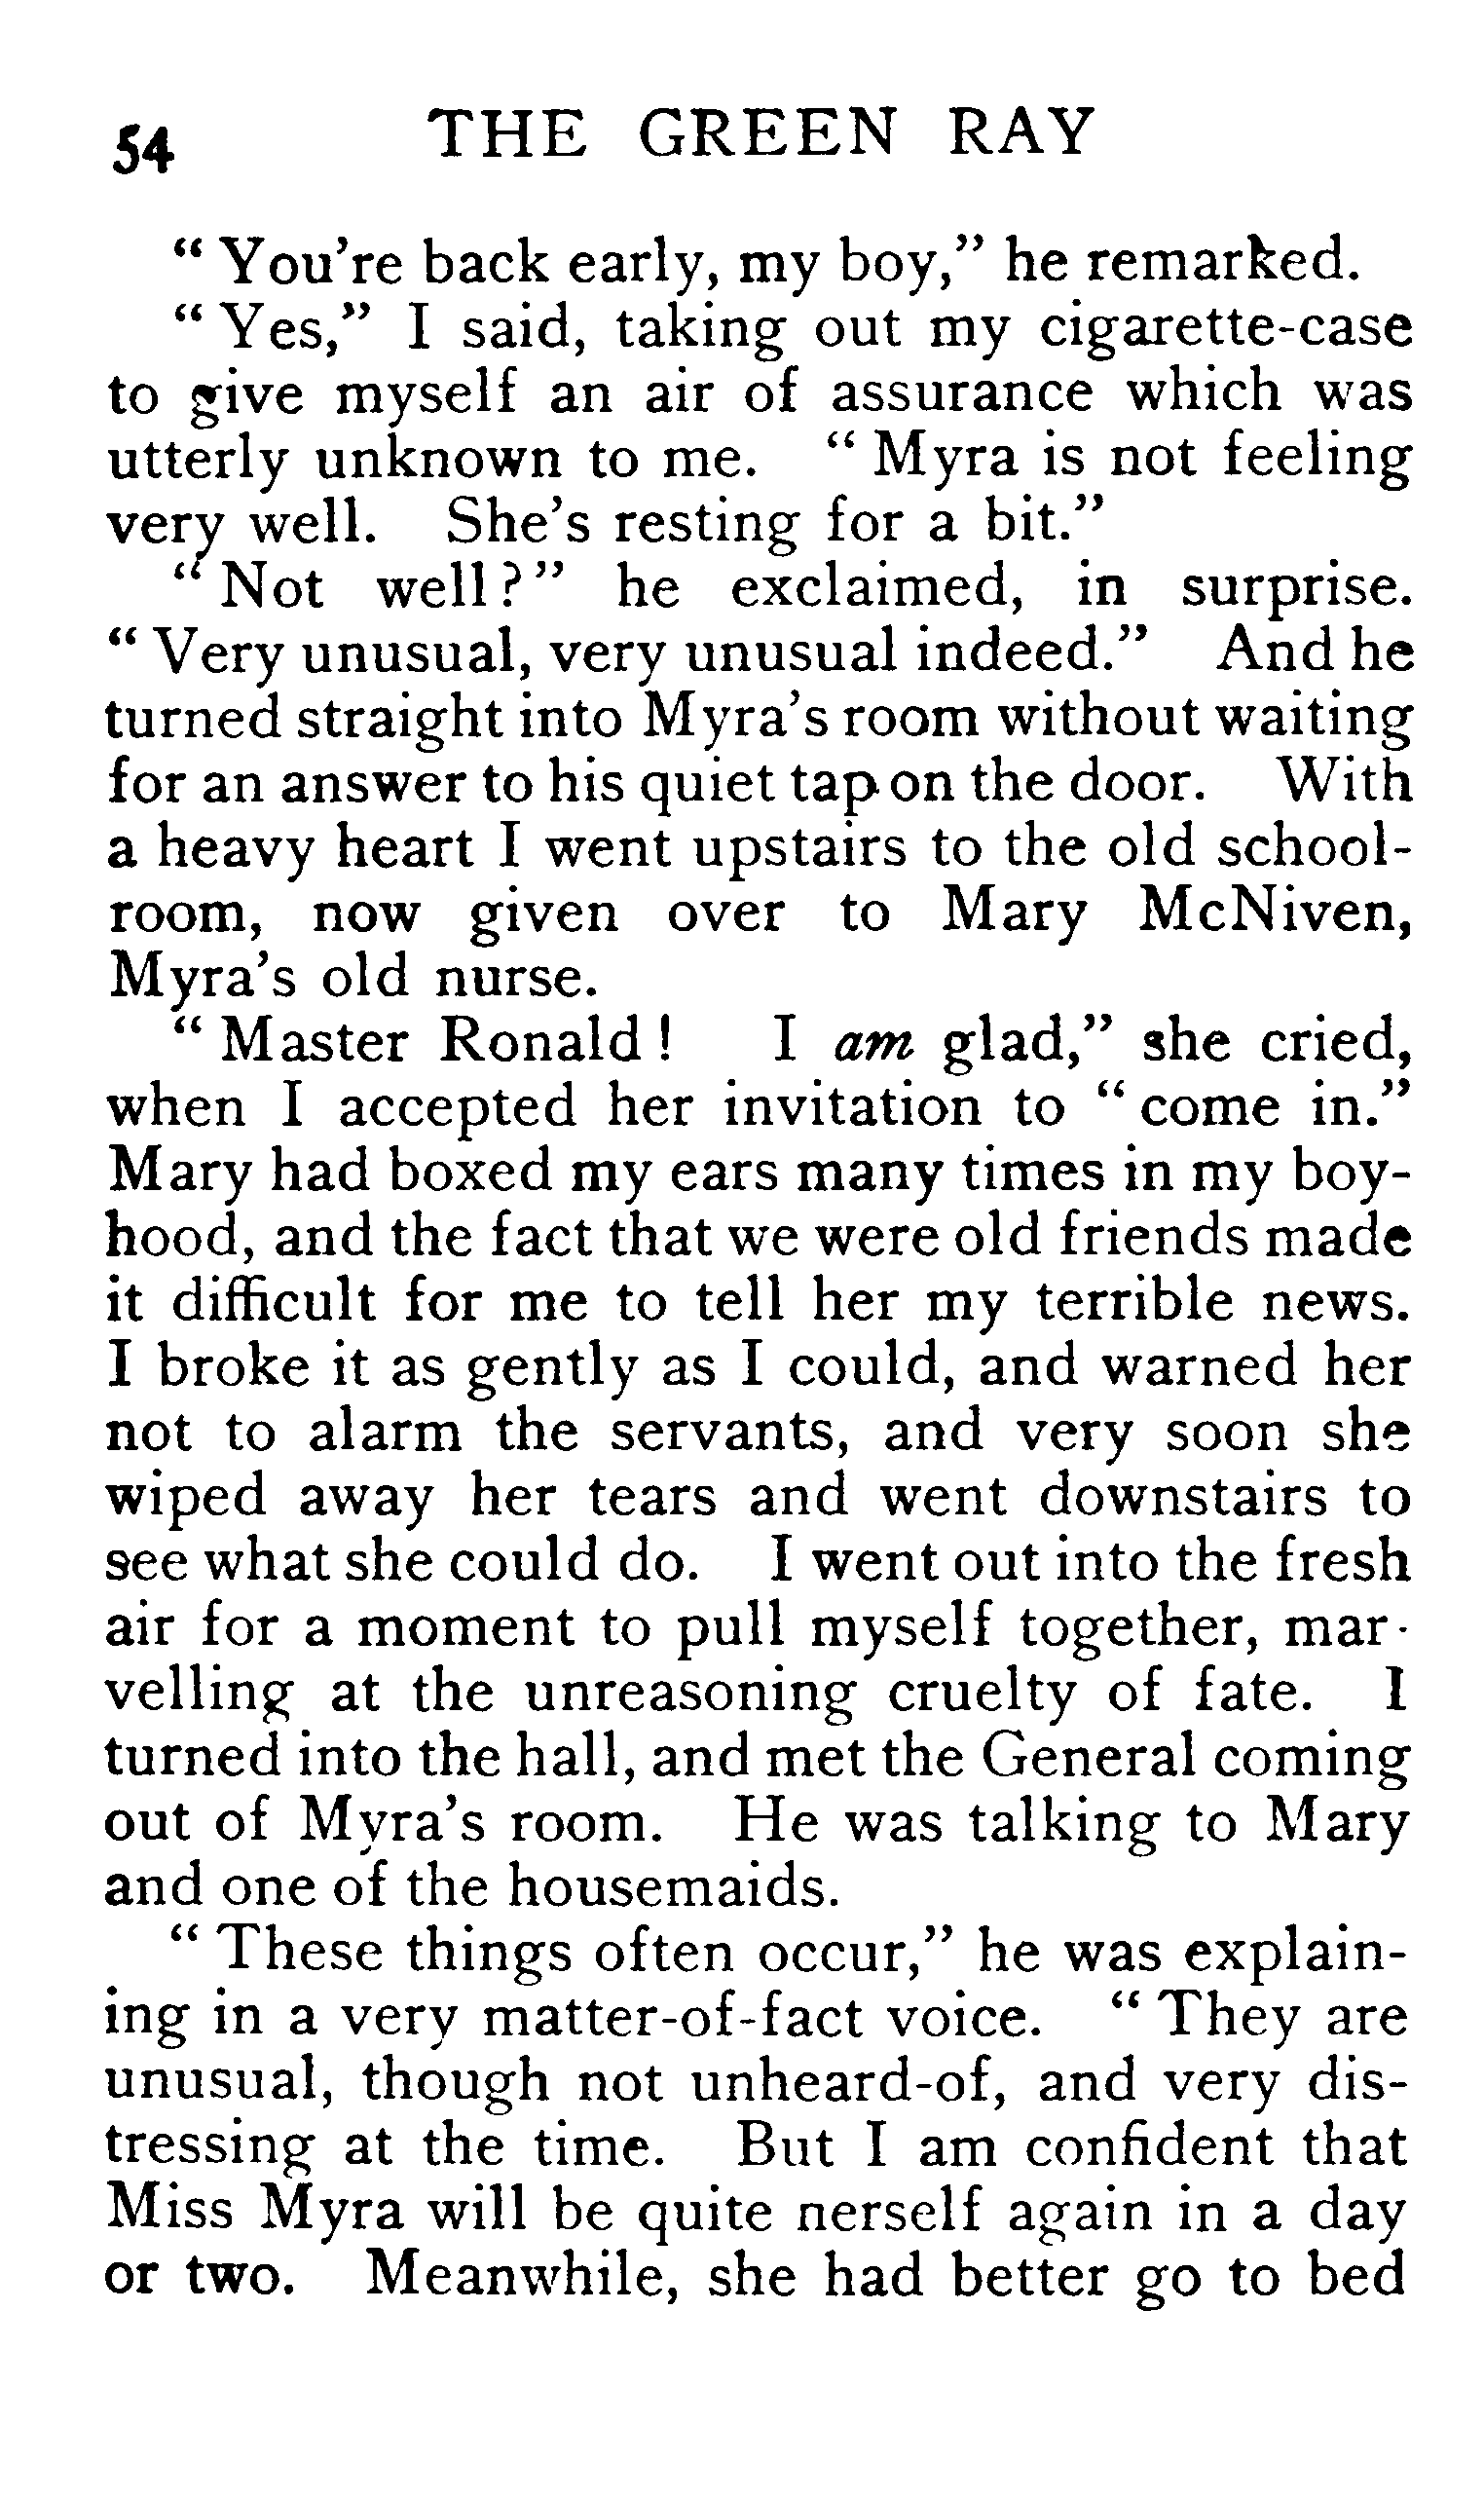 54 THE GREEN RAY
“ You're back early, my boy,” he remarked.
“ Yes,” I said, taking out my cigarette-case
to give myself an air of assurance which was
utterly unknown to me. “ Myra is not feeling
very well. She's resting for a bit.”
“ Not well ? ” he exclaimed, in surprise.
“ Very unusual, very unusual indeed.” And he
turned straight into Myra's room without waiting
for an answer to his quiet tap on the door. With
a heavy heart I went upstairs to the old school-
room, now given over to Mary McNiven,
Myra's old nurse.
“ Master Ronald ! I am glad,” she cried,
when I accepted her invitation to “ come in.”
Mary had boxed my ears many times in my boy-
hood, and the fact that we were old friends made
it difficult for me to tell her my terrible news.
I broke it as gently as I could, and warned her
not to alarm the servants, and very soon she
wiped away her tears and went downstairs to
see what she could do. I went out into the fresh
air for a moment to pull myself together, mar-
velling at the unreasoning cruelty of fate. I
turned into the hall, and met the General coming
out of Myra's room. He was talking to Mary
and one of the housemaids.
“ These things often occur,” he was explain-
ing in a very matter-of-fact voice. “ They are
unusual, though not unheard-of, and very dis-
tressing at the time. But I am confident that
Miss Myra will be quite nerself again in a day
or two. Meanwhile, she had better go to bed